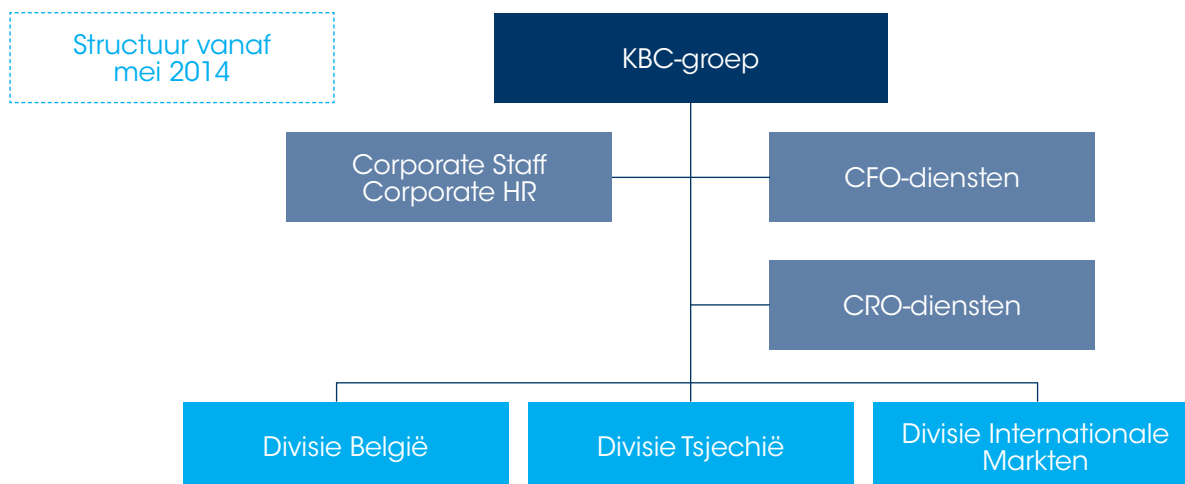 Structuur vanaf
mei 2014
KBC-groep
Corporate Staff
Corporate HR
CFO-diensten
CRO-diensten
Divisie België
Divisie Tsjechië
Divisie Internationale
Markten